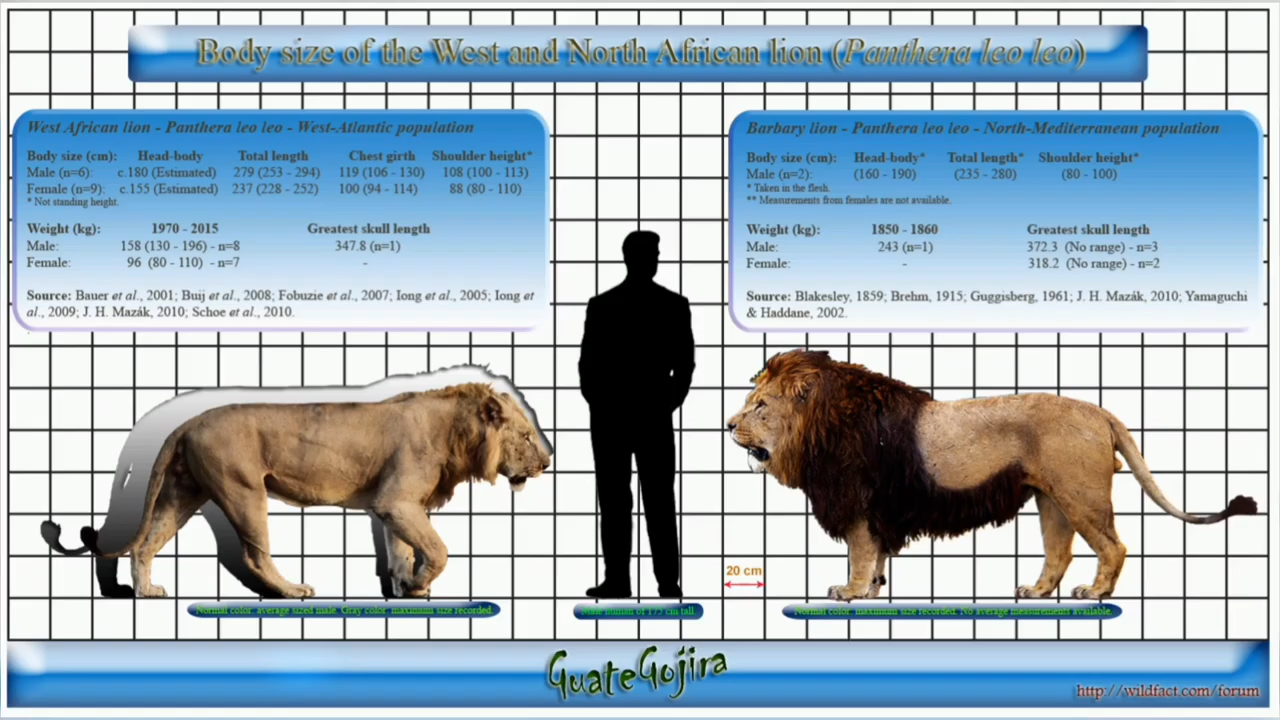 Body size of the West and North African lion (Panthera leo leo)
West African lion - Panthera leo leo - West-Atlantic population
Body size (cm): Head-body Total length Chest girth Shoulder height*
Male (n=6): c.180 (Estimated) 279 (253 - 294) 119 (106 - 130) 108 (100 - 113)
Female (n=9): c.155 (Estimated) 237 (228 - 252) 100 (94 - 114) 88 (80 - 110)
* Not standing height.
Weight (kg): 1970 - 2015 Greatest skull length
Male: 158 (130 - 196) - n=8 347.8 (n=1)
Female: 96 (80 - 110) - n=7 -
Source: Bauer et al., 2001; Buij et al., 2008; Fobuzie et al., 2007; Iong et al., 2005; Iong et
al., 2009; J. H. Mazák, 2010; Schoe et al., 2010.
Barbary lion - Panthera leo leo - North-Mediterranean population
Body size (cm): Head-body* Total length* Shoulder height*
Male (n=2): (160 - 190) (235 - 280) (80 - 100)
* Taken in the flesh.
** Measurements from females are not available.
Weight (kg): 1850 - 1860 Greatest skull length
Male: 243 (n=1) 372.3 (No range) - n=3
Female: - 318.2 (No range) - n=2
Source: Blakesley, 1859; Brehm, 1915; Guggisberg, 1961; J. H. Mazák, 2010; Yamaguchi
& Haddane, 2002.
20 cm
Normal color: average sized male. Gray color: maximum size recorded.
Male human of 175 cm tall.
Normal color: maximum size recorded. No average measurements available.
GuateGojira
http://wildfact.com/forum